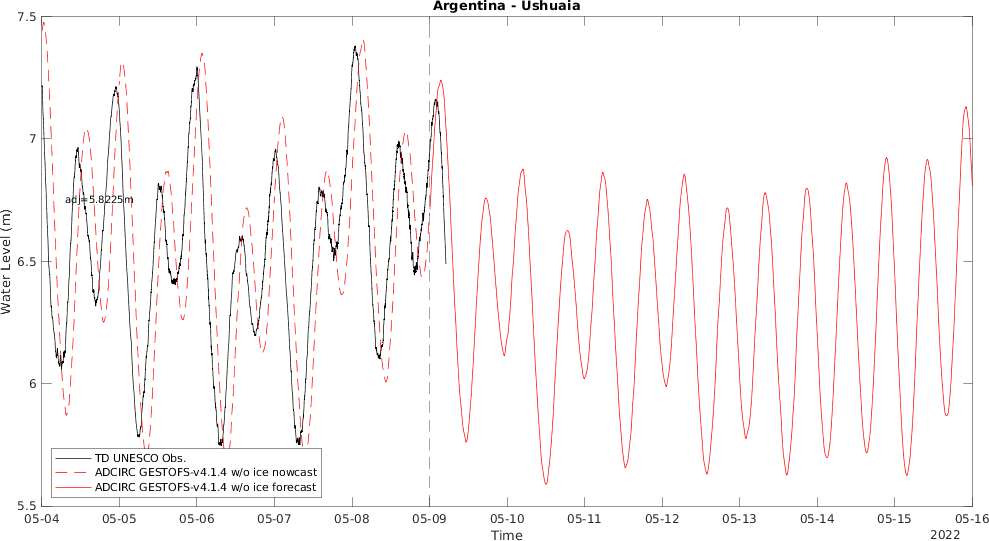 Argentina - Ushuaia
7.5
7
6.5
6
5.5
Water Level (m)
adj=5.8225m
TD UNESCO Obs.
ADCIRC GESTOFS-v4.1.4 w/o ice nowcast
ADCIRC GESTOFS-v4.1.4 w/o ice forecast
05-04 05-05 05-06 05-07 05-08 05-09 05-10 05-11 05-12 05-13 05-14 05-15 05-16
Time
2022